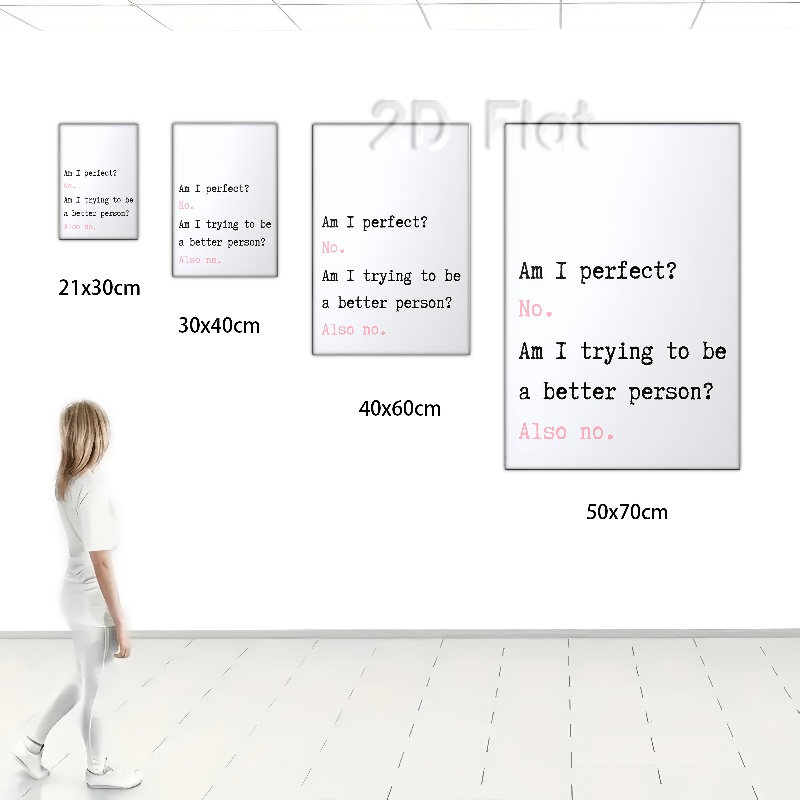 2D Flat
Am I perfect?
No.
Am I trying to be
a better person?
Also no.
21x30cm
Am I perfect?
No.
Am I trying to be
a better person?
Also no.
30x40cm
Am I perfect?
No.
Am I trying to be
a better person?
Also no.
40x60cm
Am I perfect?
No.
Am I trying to be
a better person?
Also no.
50x70cm